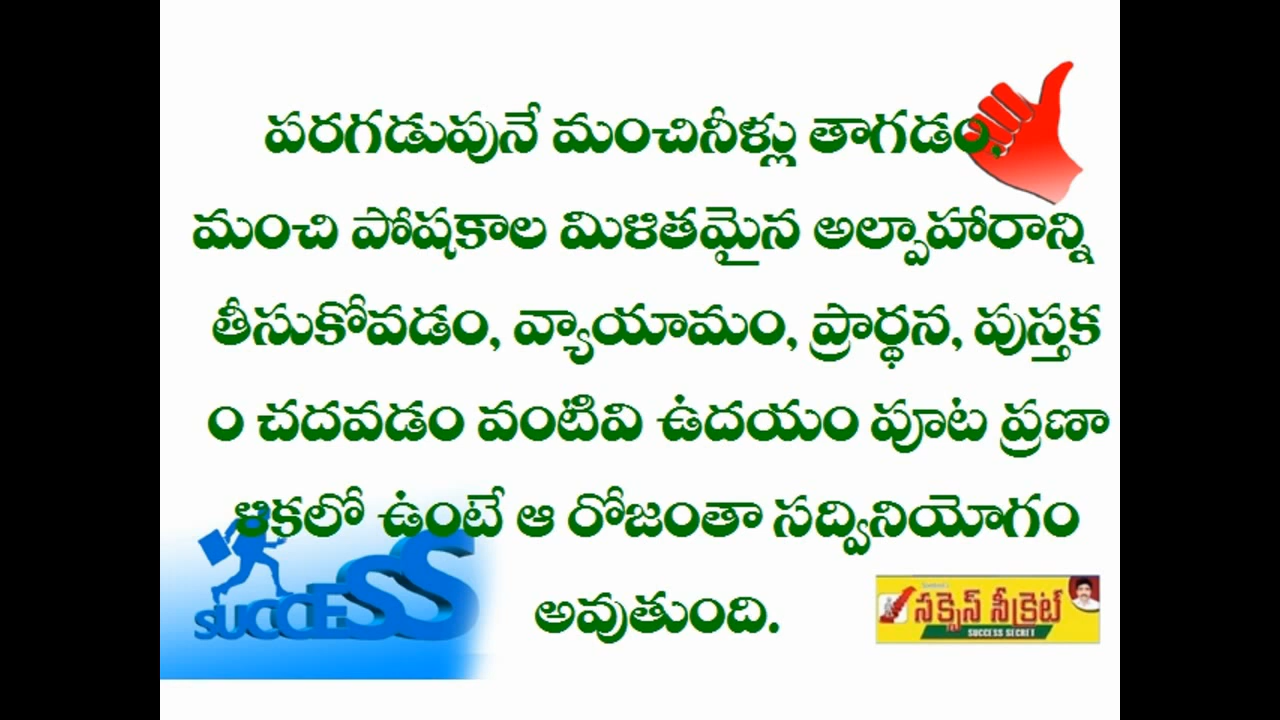 పరగడుపునే మంచినీళ్లు తాగడం,
మంచి పోషకాల మిళితమైన అల్పాహారాన్ని
తీసుకోవడం, వ్యాయామం, ప్రార్థన, పుస్తక
ం చదవడం వంటివి ఉదయం పూట ప్రణా
ళికలో ఉంటే ఆ రోజంతా సద్వినియోగం
అవుతుంది.
SUCCESS
సక్సెస్ సీక్రెట్
SUCCESS SECRET